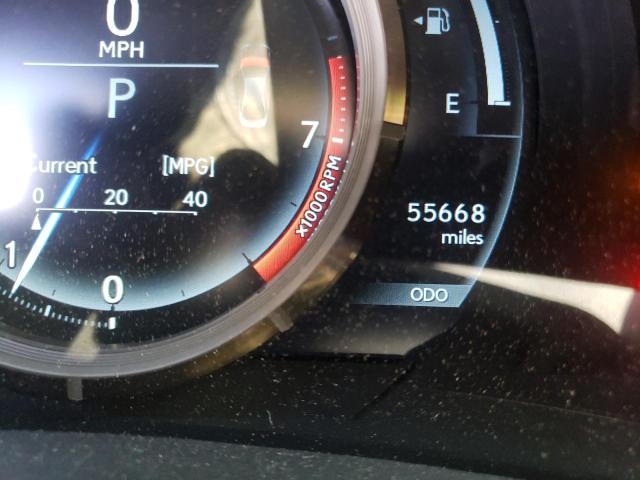 0
MPH
P
E
7
Current [MPG]
0 20 40
x1000RPM
55668
miles
1
0
ODO